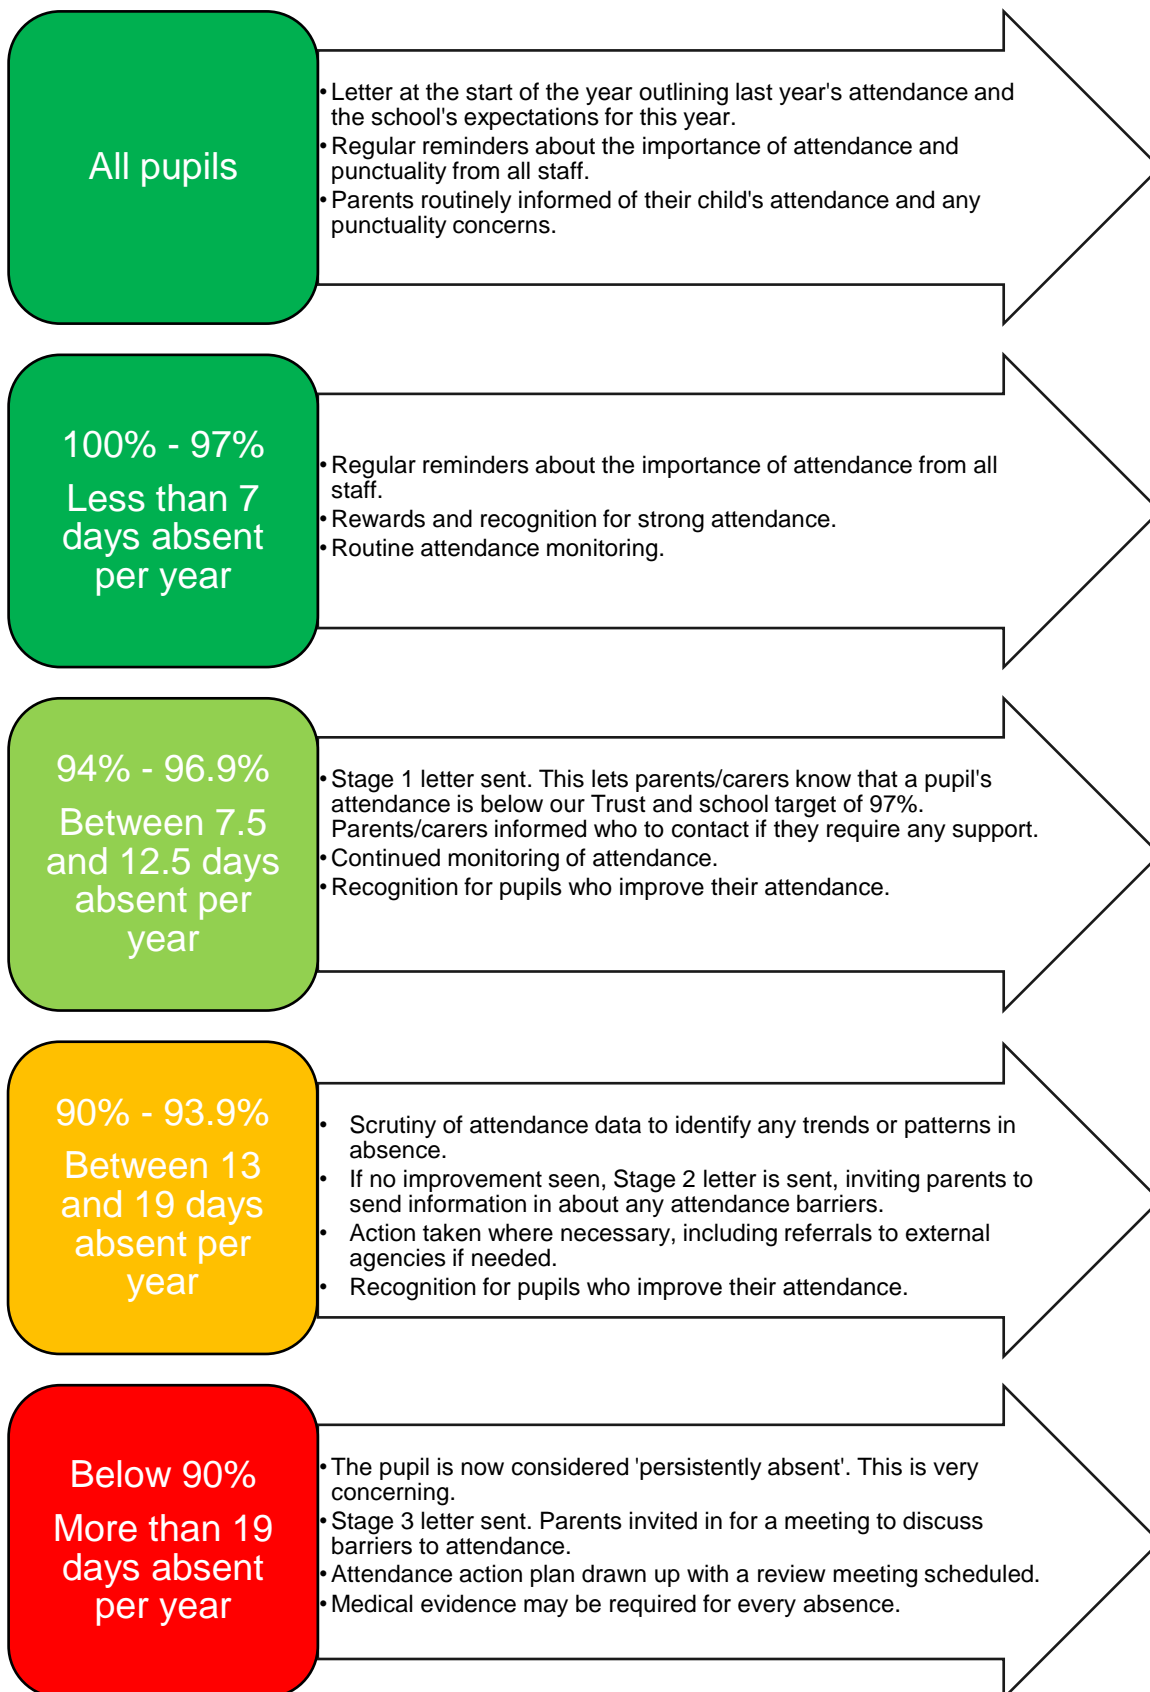 All pupils
• Letter at the start of the year outlining last year's attendance and
the school's expectations for this year.
• Regular reminders about the importance of attendance and
punctuality from all staff.
• Parents routinely informed of their child's attendance and any
punctuality concerns.
100% - 97%
Less than 7
days absent
per year
• Regular reminders about the importance of attendance from all
staff.
• Rewards and recognition for strong attendance.
• Routine attendance monitoring.
94% - 96.9%
Between 7.5
and 12.5 days
absent per
year
• Stage 1 letter sent. This lets parents/carers know that a pupil's
attendance is below our Trust and school target of 97%.
Parents/carers informed who to contact if they require any support.
• Continued monitoring of attendance.
• Recognition for pupils who improve their attendance.
90% - 93.9%
Between 13
and 19 days
absent per
year
• Scrutiny of attendance data to identify any trends or patterns in
absence.
• If no improvement seen, Stage 2 letter is sent, inviting parents to
send information in about any attendance barriers.
• Action taken where necessary, including referrals to external
agencies if needed.
• Recognition for pupils who improve their attendance.
Below 90%
More than 19
days absent
per year
• The pupil is now considered 'persistently absent'. This is very
concerning.
• Stage 3 letter sent. Parents invited in for a meeting to discuss
barriers to attendance.
• Attendance action plan drawn up with a review meeting scheduled.
• Medical evidence may be required for every absence.